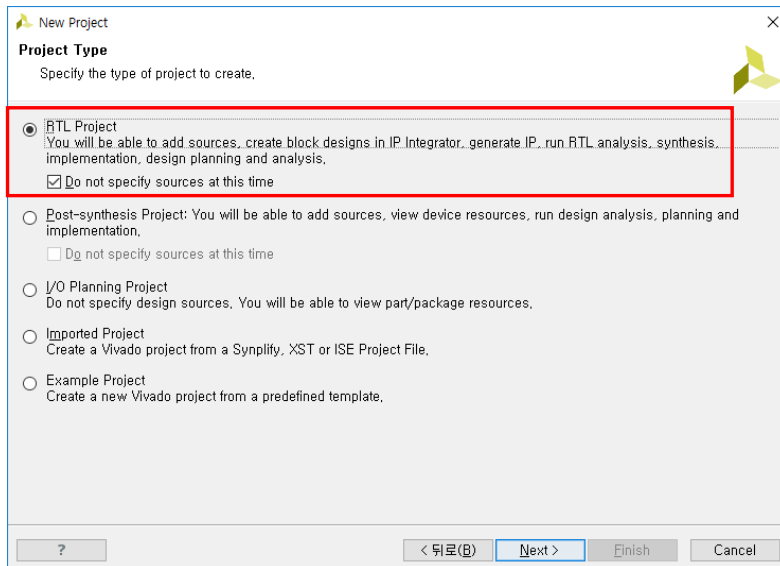 New Project
Project Type
Specify the type of project to create.
RTL Project
You will be able to add sources, create block designs in IP Integrator, generate IP, run RTL analysis, synthesis,
implementation, design planning and analysis.
Do not specify sources at this time
Post-synthesis Project: You will be able to add sources, view device resources, run design analysis, planning and
implementation.
Do not specify sources at this time
I/O Planning Project
Do not specify design sources. You will be able to view part/package resources.
Imported Project
Create a Vivado project from a Synplify, XST or ISE Project File.
Example Project
Create a new Vivado project from a predefined template.
? < 뒤로(B) Next > Finish Cancel